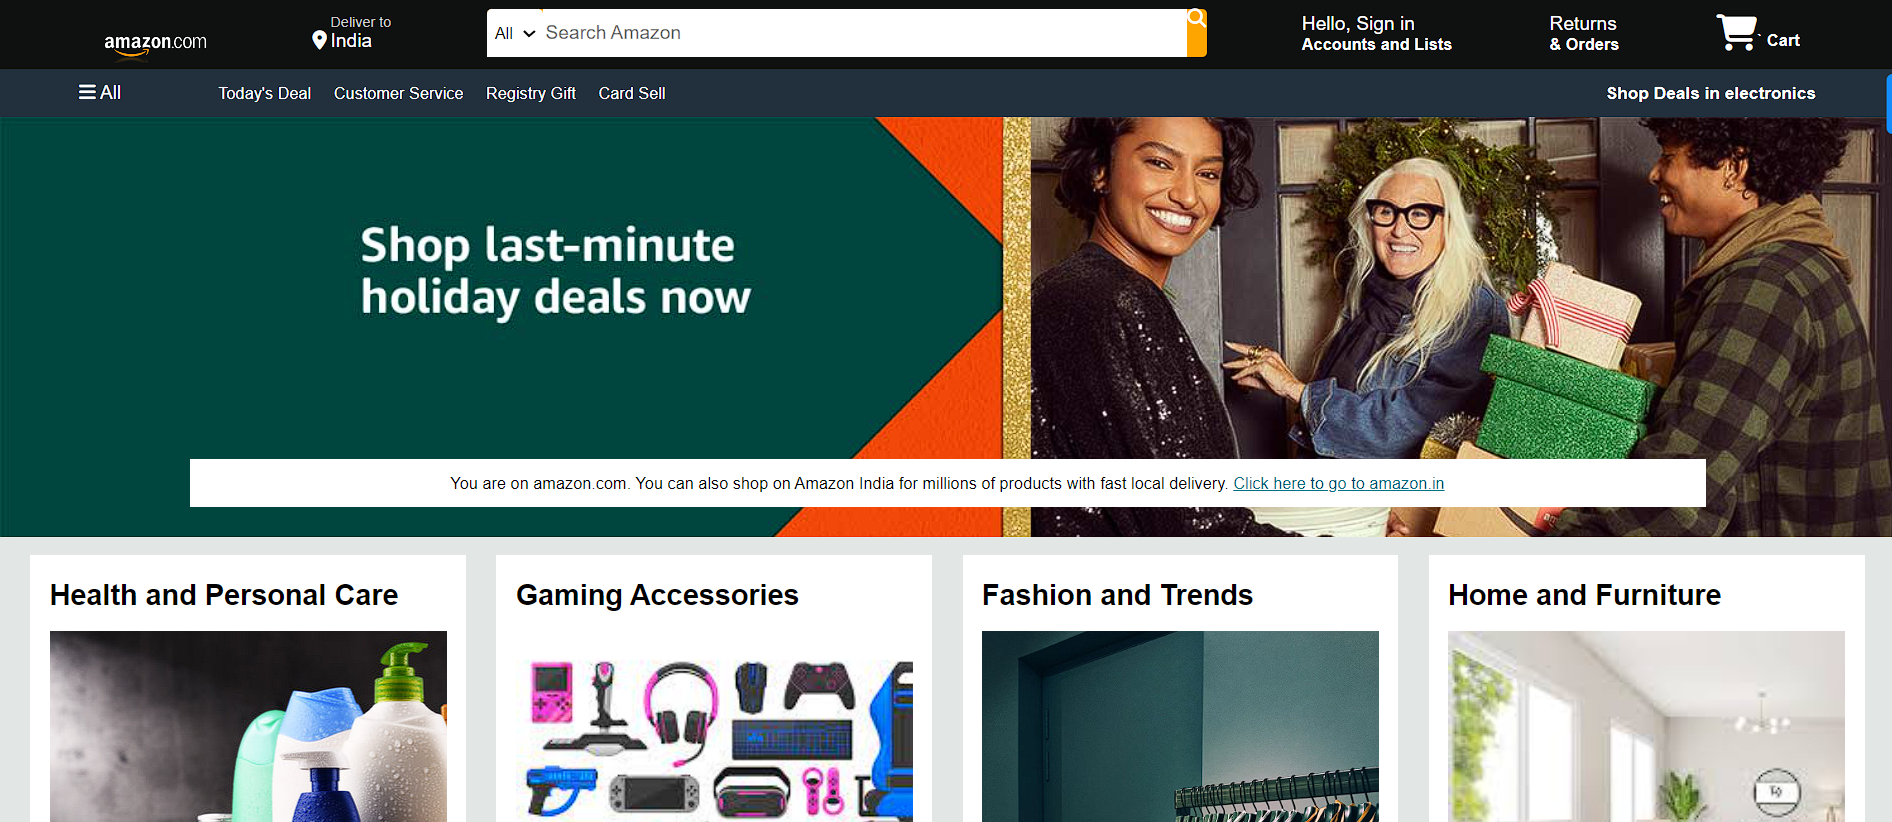 amazon.com
Deliver to
India
All
Search Amazon
Hello, Sign in
Accounts and Lists
Returns
& Orders
Cart
All
Today's Deal
Customer Service
Registry Gift
Card Sell
Shop Deals in electronics
Shop last-minute
holiday deals now
You are on amazon.com. You can also shop on Amazon India for millions of products with fast local delivery. Click here to go to amazon.in
Health and Personal Care
Gaming Accessories
Fashion and Trends
Home and Furniture